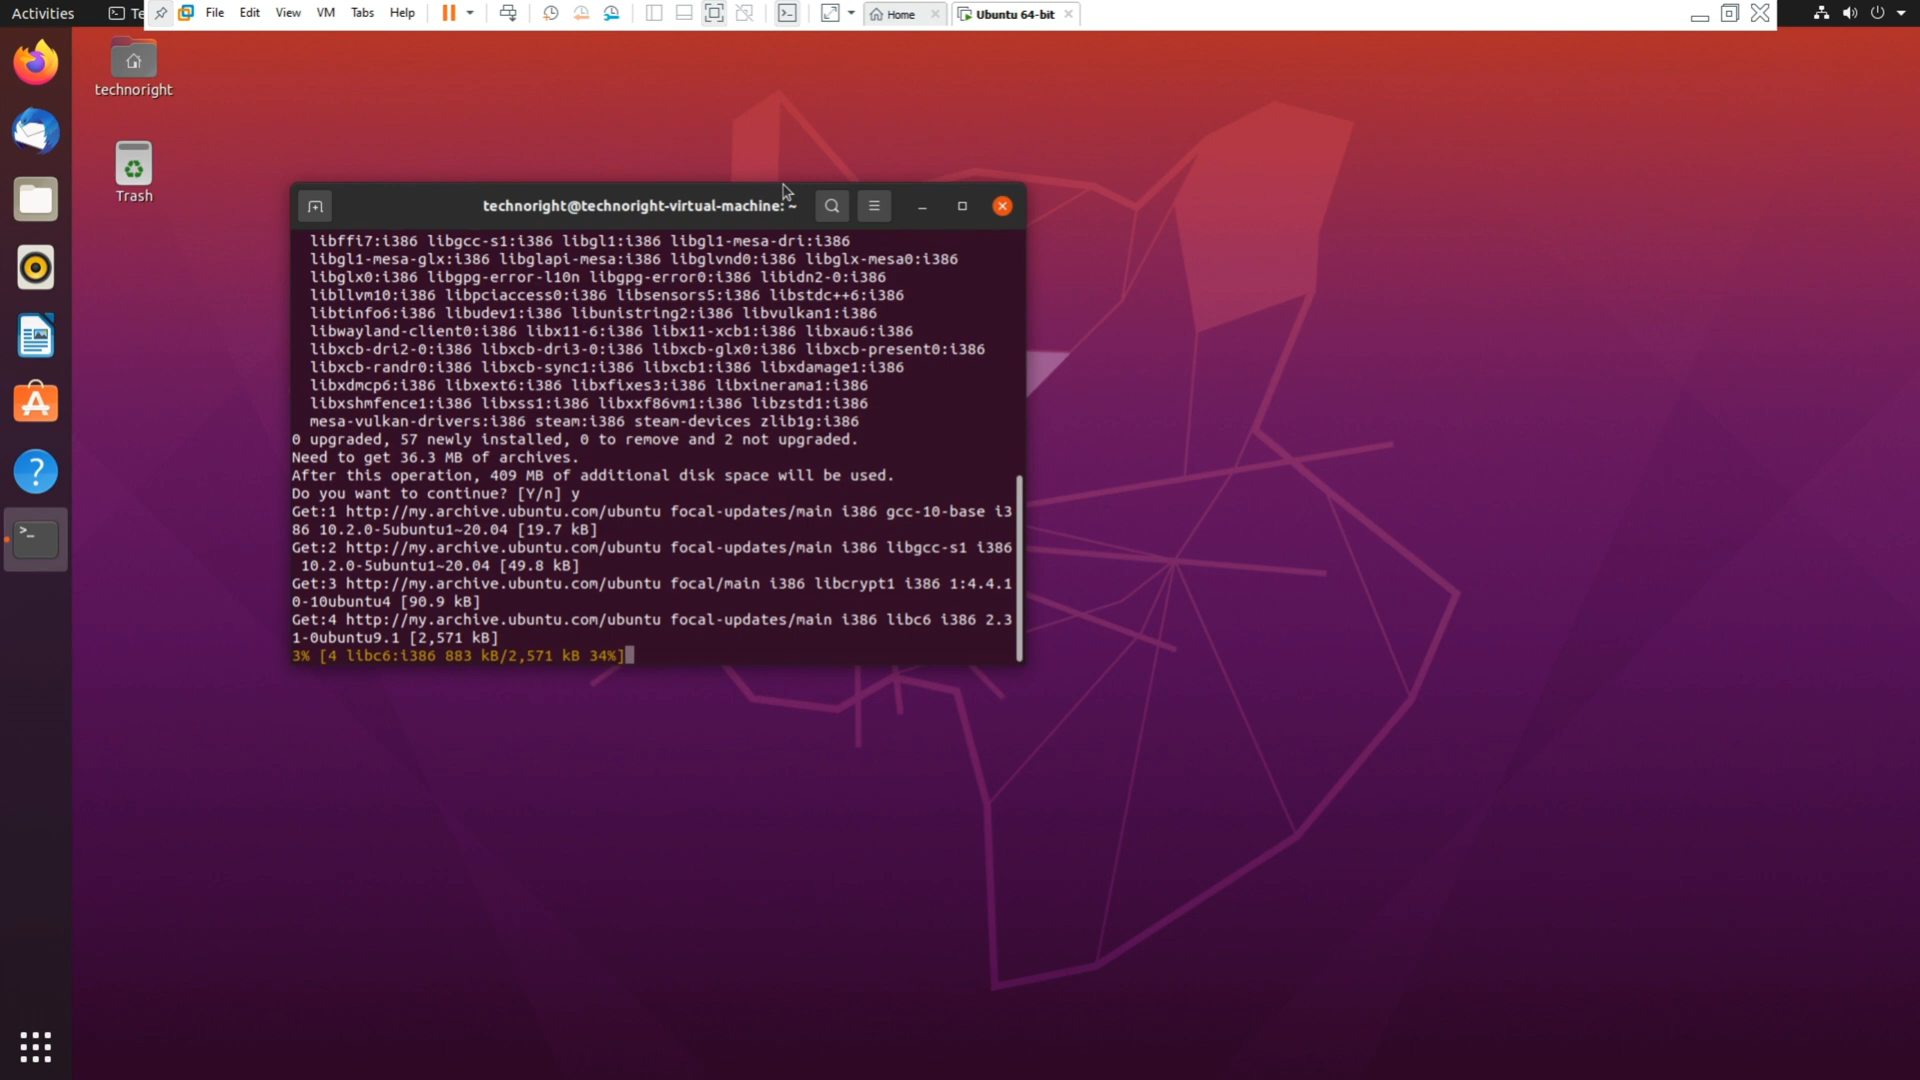 Activities Te File Edit View VM Tabs Help Home Ubuntu 64-bit
technoright
Trash
technoright@technoright-virtual-machine: ~
libffi7:i386 libgcc-s1:i386 libgl1:i386 libgl1-mesa-dri:i386
libgl1-mesa-glx:i386 libglapi-mesa:i386 libglvnd0:i386 libglx-mesa0:i386
libglx0:i386 libgpg-error-l10n libgpg-error0:i386 libidn2-0:i386
libllvm10:i386 libpciaccess0:i386 libsensors5:i386 libstdc++6:i386
libtinfo6:i386 libudev1:i386 libunistring2:i386 libvulkan1:i386
libwayland-client0:i386 libx11-6:i386 libx11-xcb1:i386 libxau6:i386
libxcb-dri2-0:i386 libxcb-dri3-0:i386 libxcb-glx0:i386 libxcb-present0:i386
libxcb-randr0:i386 libxcb-sync1:i386 libxcb1:i386 libxdamage1:i386
libxdmcp6:i386 libxext6:i386 libxfixes3:i386 libxinerama1:i386
libxshmfence1:i386 libxss1:i386 libxxf86vm1:i386 libzstd1:i386
mesa-vulkan-drivers:i386 steam:i386 steam-devices zlib1g:i386
0 upgraded, 57 newly installed, 0 to remove and 2 not upgraded.
Need to get 36.3 MB of archives.
After this operation, 409 MB of additional disk space will be used.
Do you want to continue? [Y/n] y
Get:1 http://my.archive.ubuntu.com/ubuntu focal-updates/main i386 gcc-10-base i3
86 10.2.0-5ubuntu1~20.04 [19.7 kB]
Get:2 http://my.archive.ubuntu.com/ubuntu focal-updates/main i386 libgcc-s1 i386
10.2.0-5ubuntu1~20.04 [49.8 kB]
Get:3 http://my.archive.ubuntu.com/ubuntu focal/main i386 libcrypt1 i386 1:4.4.1
0-10ubuntu4 [90.9 kB]
Get:4 http://my.archive.ubuntu.com/ubuntu focal-updates/main i386 libc6 i386 2.3
1-0ubuntu9.1 [2,571 kB]
3% [4 libc6:i386 883 kB/2,571 kB 34%]